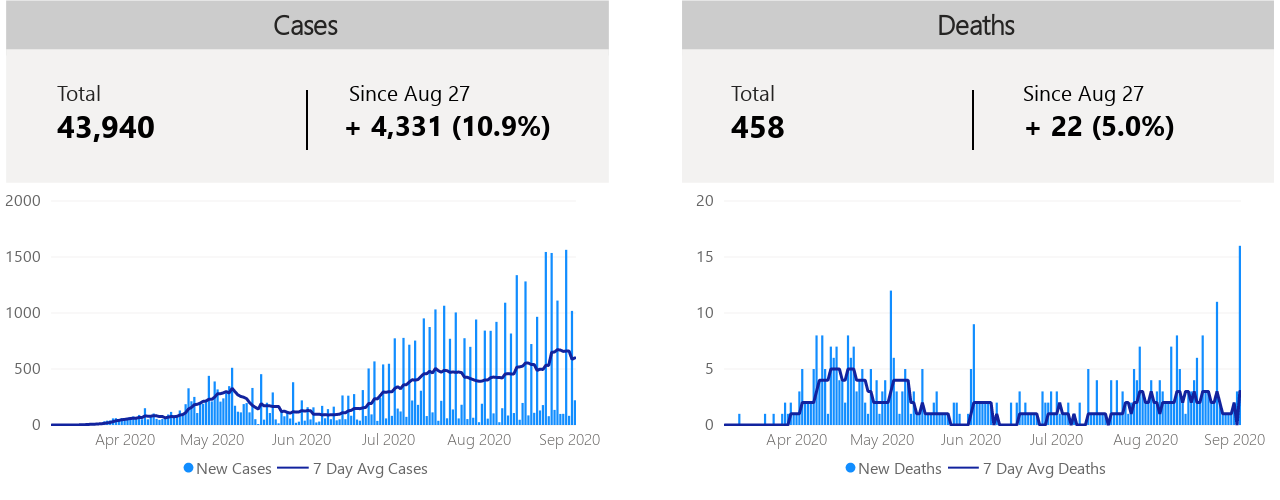 Cases
Total
43,940
Since Aug 27
+ 4,331 (10.9%)
2000
1500
1000
500
0
Apr 2020 May 2020 Jun 2020 Jul 2020 Aug 2020 Sep 2020
New Cases 7 Day Avg Cases
Deaths
Total
458
Since Aug 27
+ 22 (5.0%)
20
15
10
5
0
Apr 2020 May 2020 Jun 2020 Jul 2020 Aug 2020 Sep 2020
New Deaths 7 Day Avg Deaths